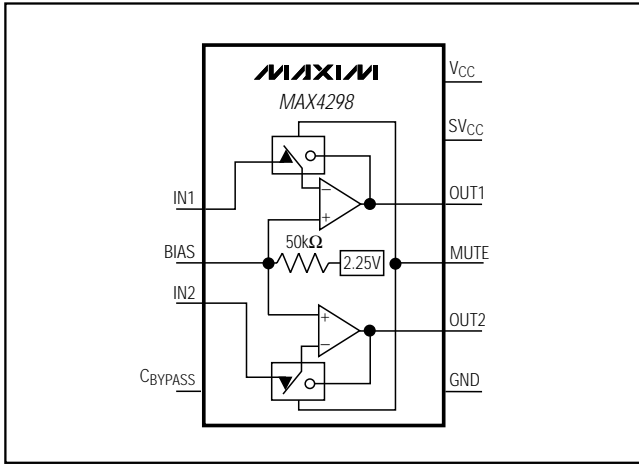 MAXIM
MAX4298
VCC
SVCC
IN1
OUT1
−
+
50kΩ
BIAS
2.25V
MUTE
IN2
+
OUT2
−
CBYPASS
GND